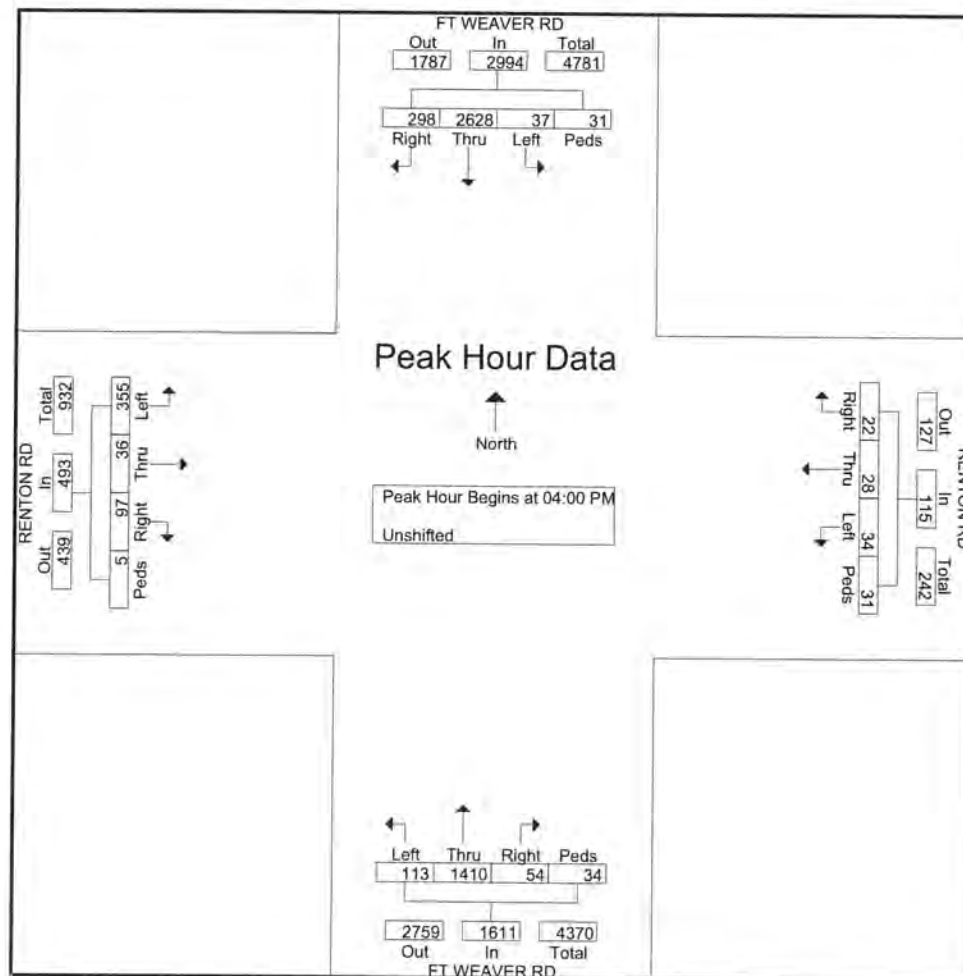 FT WEAVER RD
Out In Total
1787 2994 4781
298 2628 37 31
Right Thru Left Peds
Peak Hour Data
North
Peak Hour Begins at 04:00 PM
Unshifted
RENTON RD
Total In Out
932 493 439
355 36 97 5
Left Thru Right Peds
RENTON RD
Out In Total
127 115 242
22 28 34 31
Right Thru Left Peds
Left Thru Right Peds
113 1410 54 34
2759 1611 4370
Out In Total
FT WEAVER RD